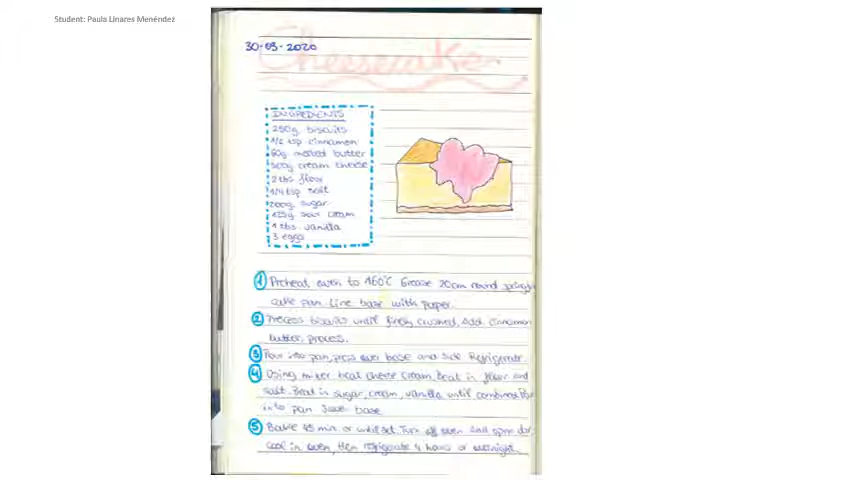 Student: Paula Linares Menéndez
30-03-2020
Cheesecake
INGREDIENTS
250g biscuits
1/2 tsp cinnamon
60g melted butter
500g cream cheese
2 tbs flour
1/4 tsp salt
200g sugar
125g sour cream
1 tbs vanilla
3 eggs
1 Preheat oven to 160°C Grease 20cm round
cake pan. Line base with paper.
2 Process biscuits until finely crushed. Add cinnamon
butter, process.
3 Pour into pan, press over base and side Refrigerate.
4 Using mixer beat cheese cream. Beat in flour and
salt. Beat in sugar, cream, vanilla until combined.
into pan base
5 Bake 45 min. or until set. Turn off oven and open
cool in oven, then refrigerate 4 hours or overnight.